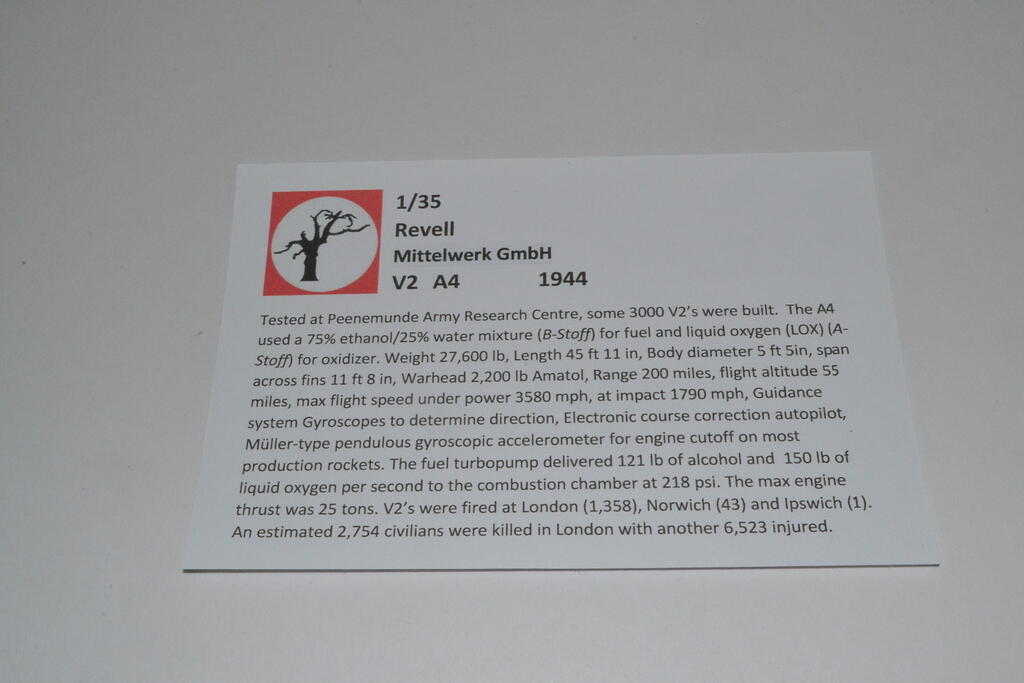 1/35
Revell
Mittelwerk GmbH
V2 A4 1944
Tested at Peenemunde Army Research Centre, some 3000 V2's were built. The A4
used a 75% ethanol/25% water mixture (B-Stoff) for fuel and liquid oxygen (LOX) (A-
Stoff) for oxidizer. Weight 27,600 lb, Length 45 ft 11 in, Body diameter 5 ft 5in, span
across fins 11 ft 8 in, Warhead 2,200 lb Amatol, Range 200 miles, flight altitude 55
miles, max flight speed under power 3580 mph, at impact 1790 mph, Guidance
system Gyroscopes to determine direction, Electronic course correction autopilot,
Müller-type pendulous gyroscopic accelerometer for engine cutoff on most
production rockets. The fuel turbopump delivered 121 lb of alcohol and 150 lb of
liquid oxygen per second to the combustion chamber at 218 psi. The max engine
thrust was 25 tons. V2's were fired at London (1,358), Norwich (43) and Ipswich (1).
An estimated 2,754 civilians were killed in London with another 6,523 injured.